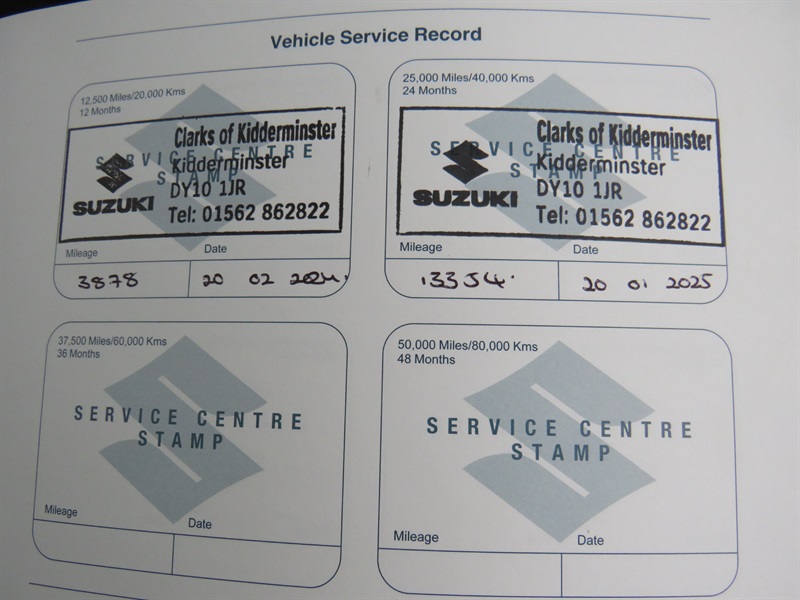 Vehicle Service Record
12,500 Miles/20,000 Kms
12 Months
Clarks of Kidderminster
SERVICE CENTRE
Kidderminster
STAMP
DY10 1JR
SUZUKI
Tel: 01562 862822
Mileage
Date
3878
20 02 2024
25,000 Miles/40,000 Kms
24 Months
Clarks of Kidderminster
SERVICE CENTRE
Kidderminster
STAMP
DY10 1JR
SUZUKI
Tel: 01562 862822
Mileage
Date
20 01 2025
37,500 Miles/60,000 Kms
36 Months
SERVICE CENTRE
STAMP
Mileage
Date
50,000 Miles/80,000 Kms
48 Months
SERVICE CENTRE
STAMP
Mileage
Date